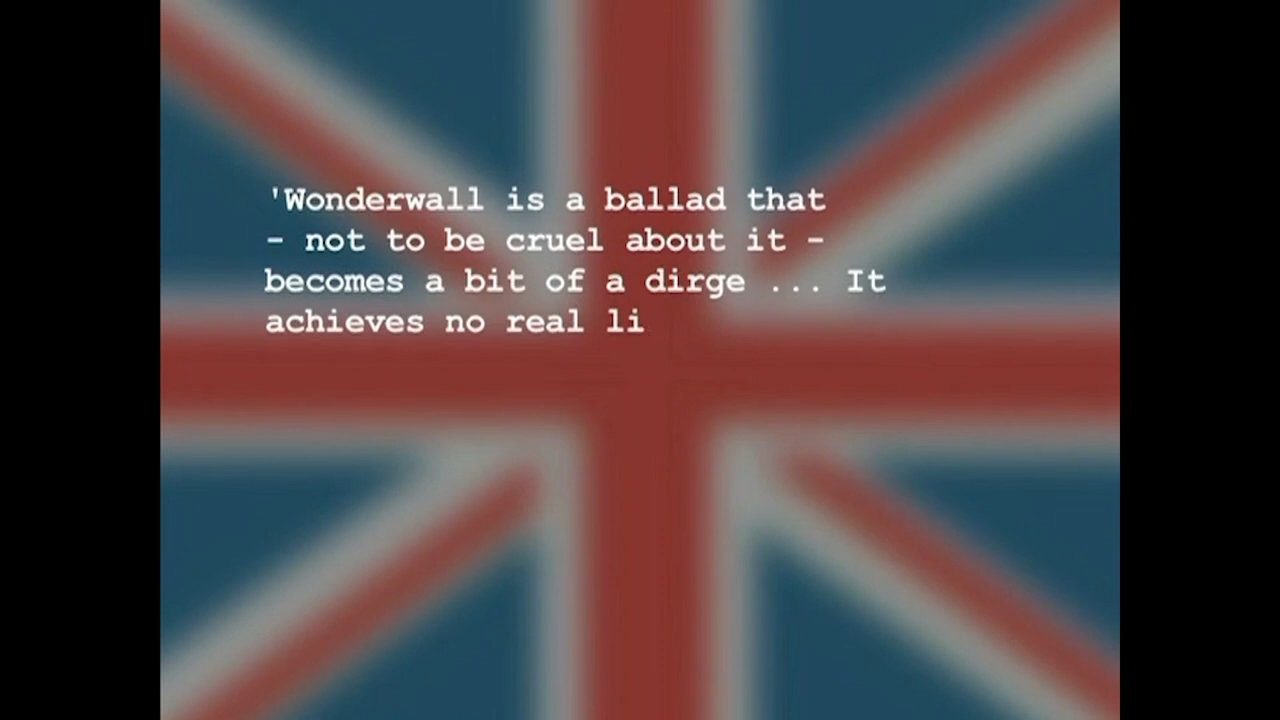 'Wonderwall is a ballad that
- not to be cruel about it -
becomes a bit of a dirge ... It
achieves no real li